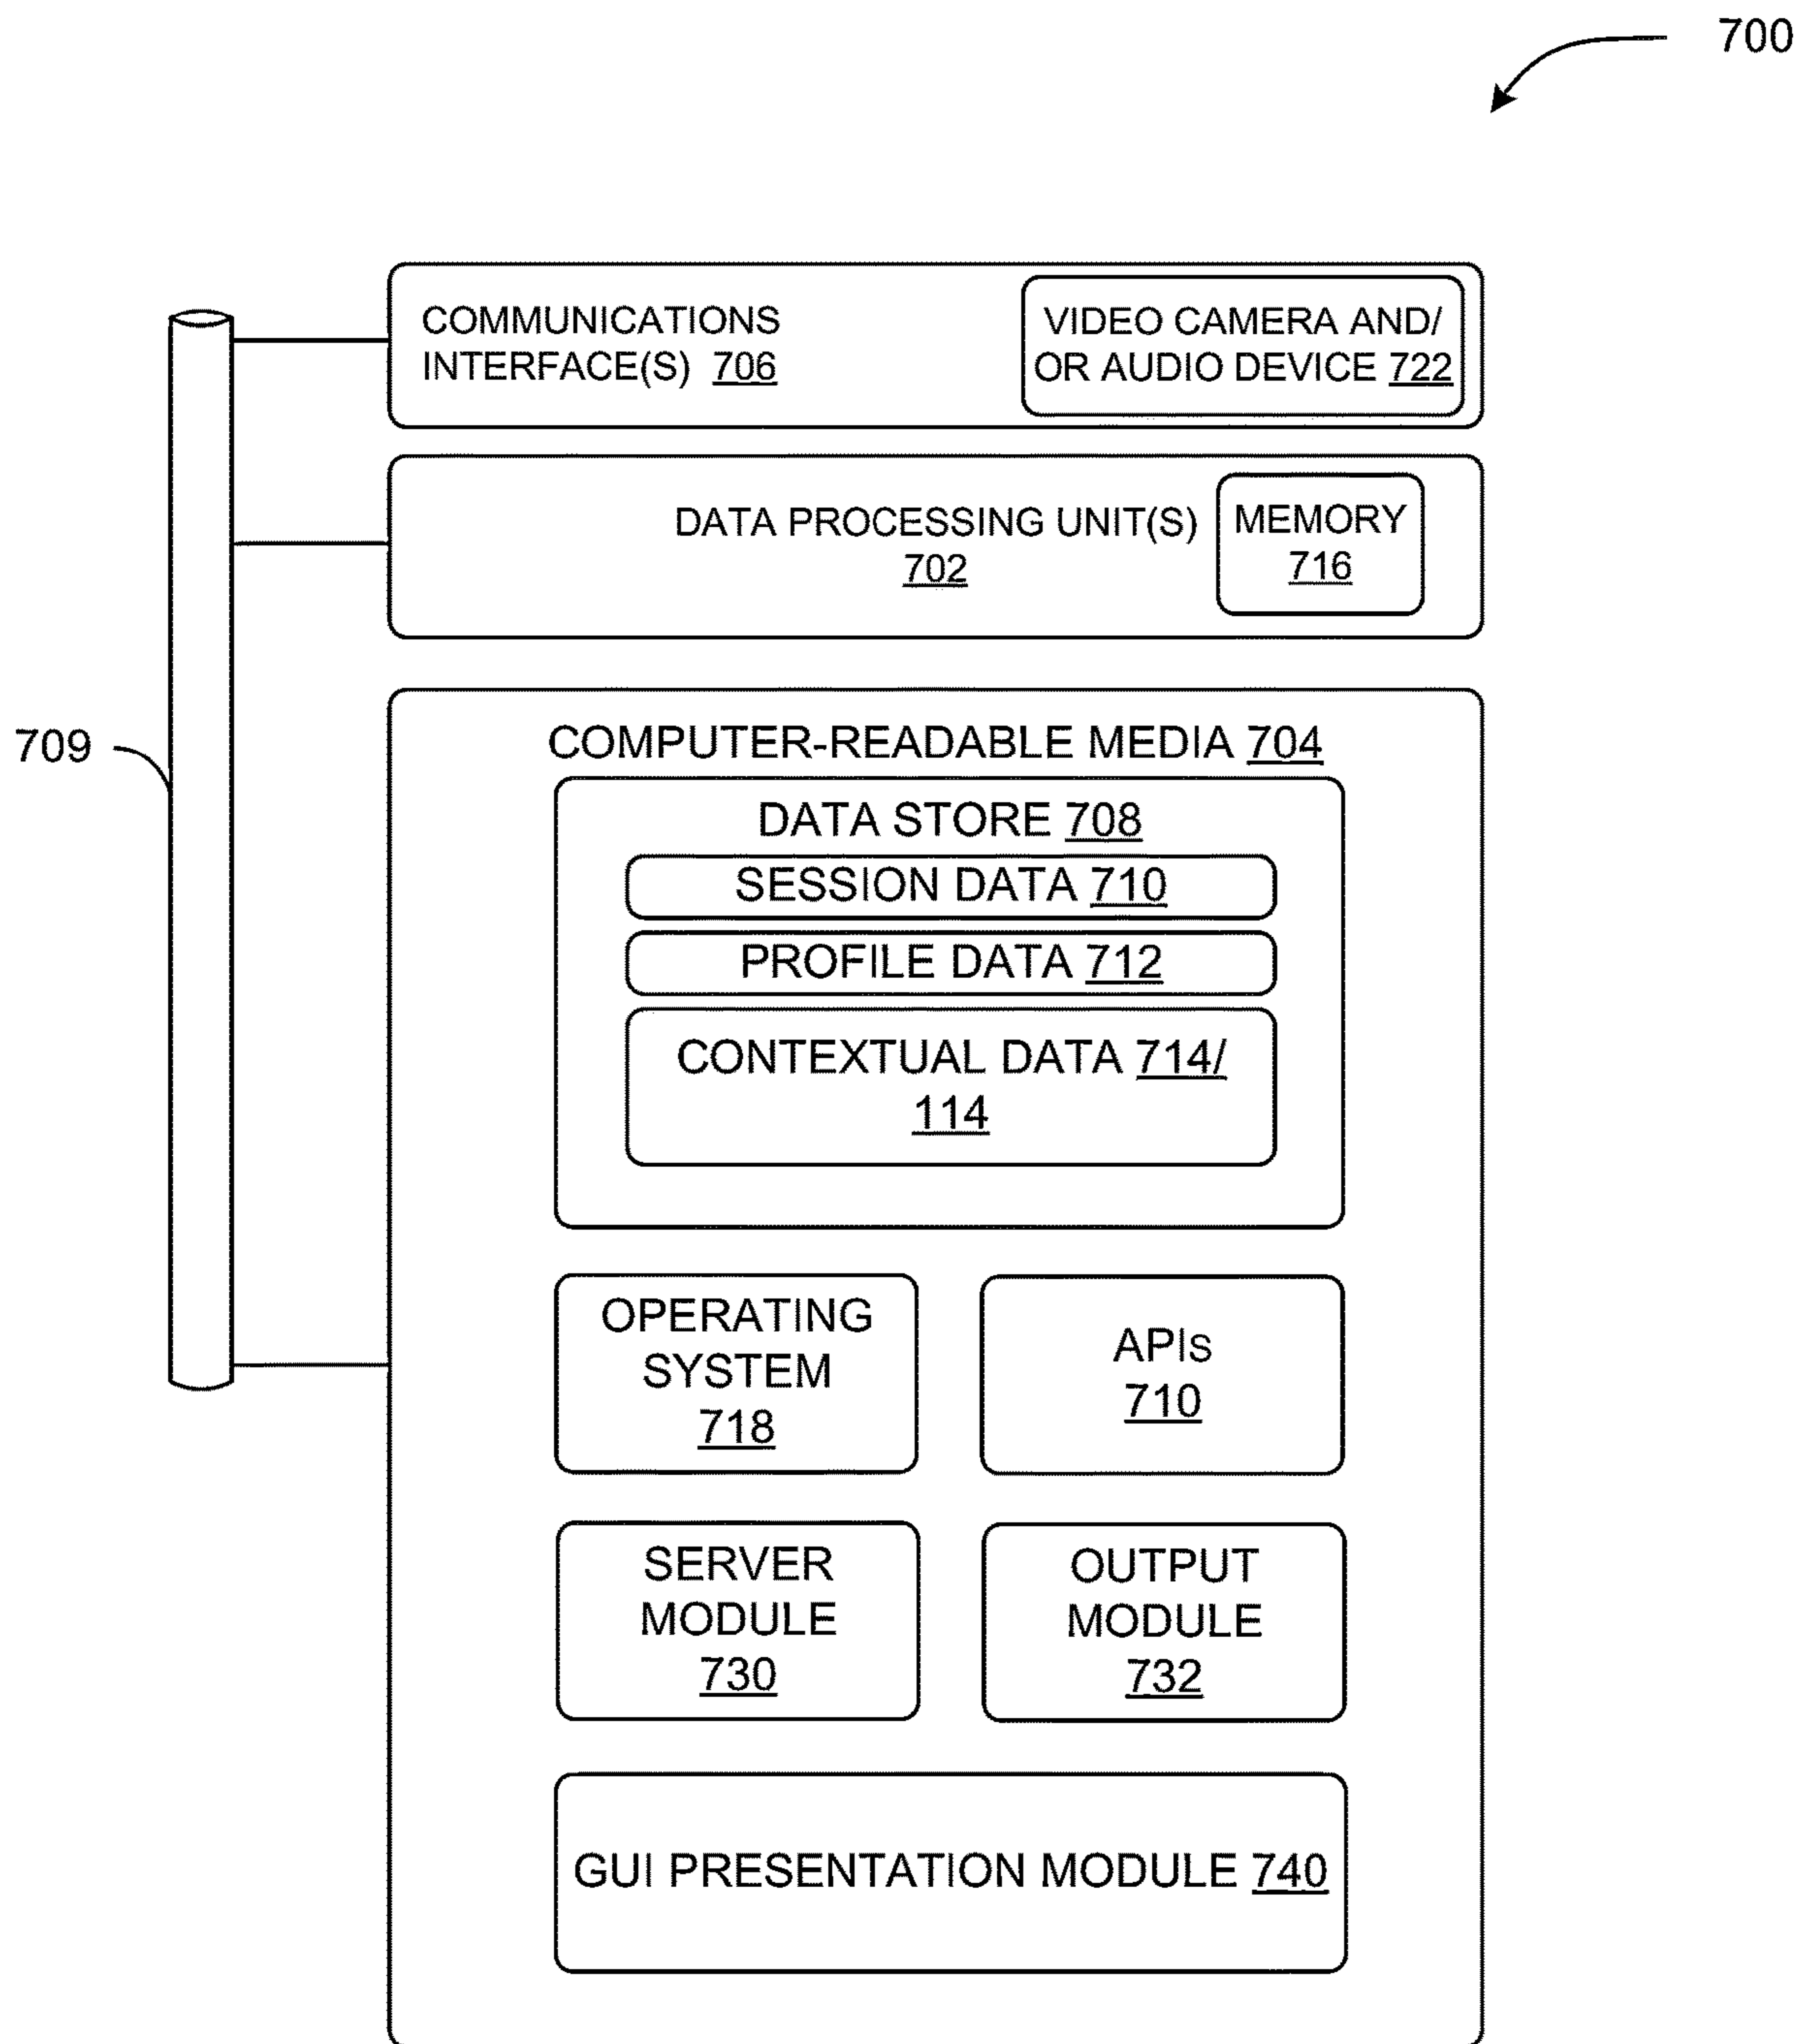 700
COMMUNICATIONS
INTERFACE(S) 706
VIDEO CAMERA AND/
OR AUDIO DEVICE 722
DATA PROCESSING UNIT(S)
702
MEMORY
716
709
COMPUTER-READABLE MEDIA 704
DATA STORE 708
SESSION DATA 710
PROFILE DATA 712
CONTEXTUAL DATA 714/
114
OPERATING
SYSTEM
718
APIs
710
SERVER
MODULE
730
OUTPUT
MODULE
732
GUI PRESENTATION MODULE 740